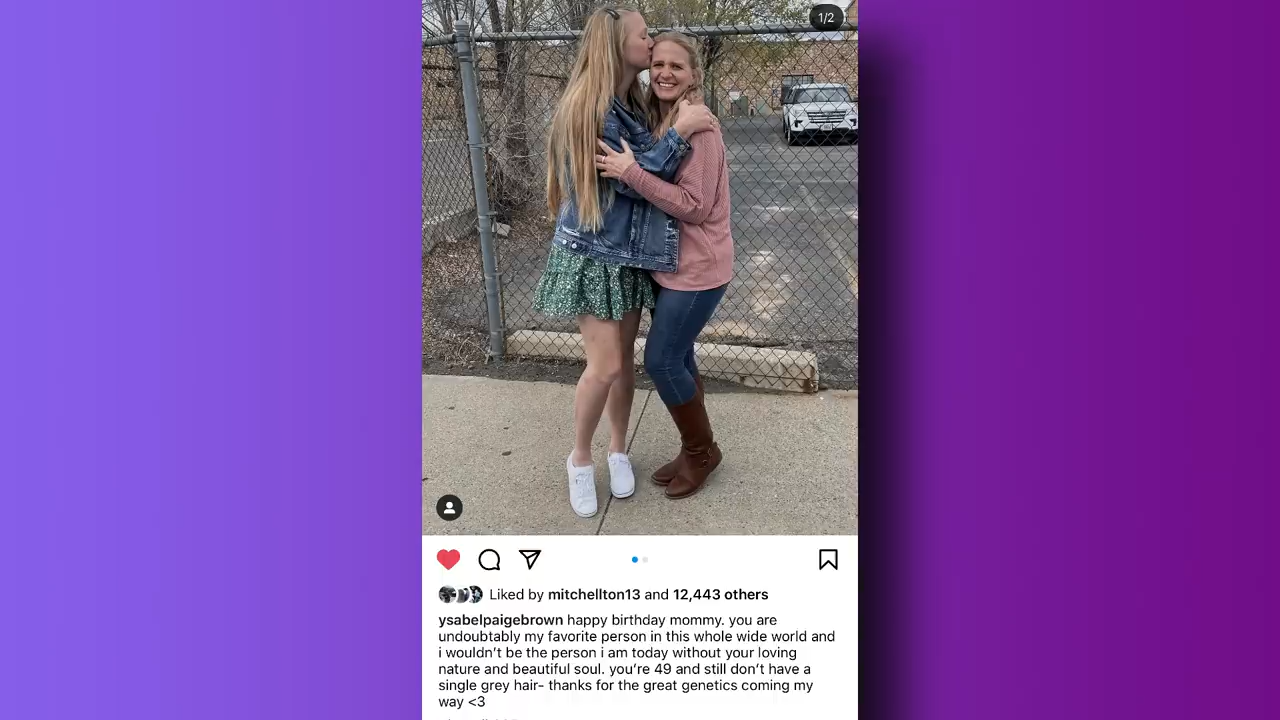 1/2
Liked by mitchellton13 and 12,443 others
ysabelpaigebrown happy birthday mommy. you are
undoubtably my favorite person in this whole wide world and
i wouldn't be the person i am today without your loving
nature and beautiful soul. you're 49 and still don't have a
single grey hair- thanks for the great genetics coming my
way <3